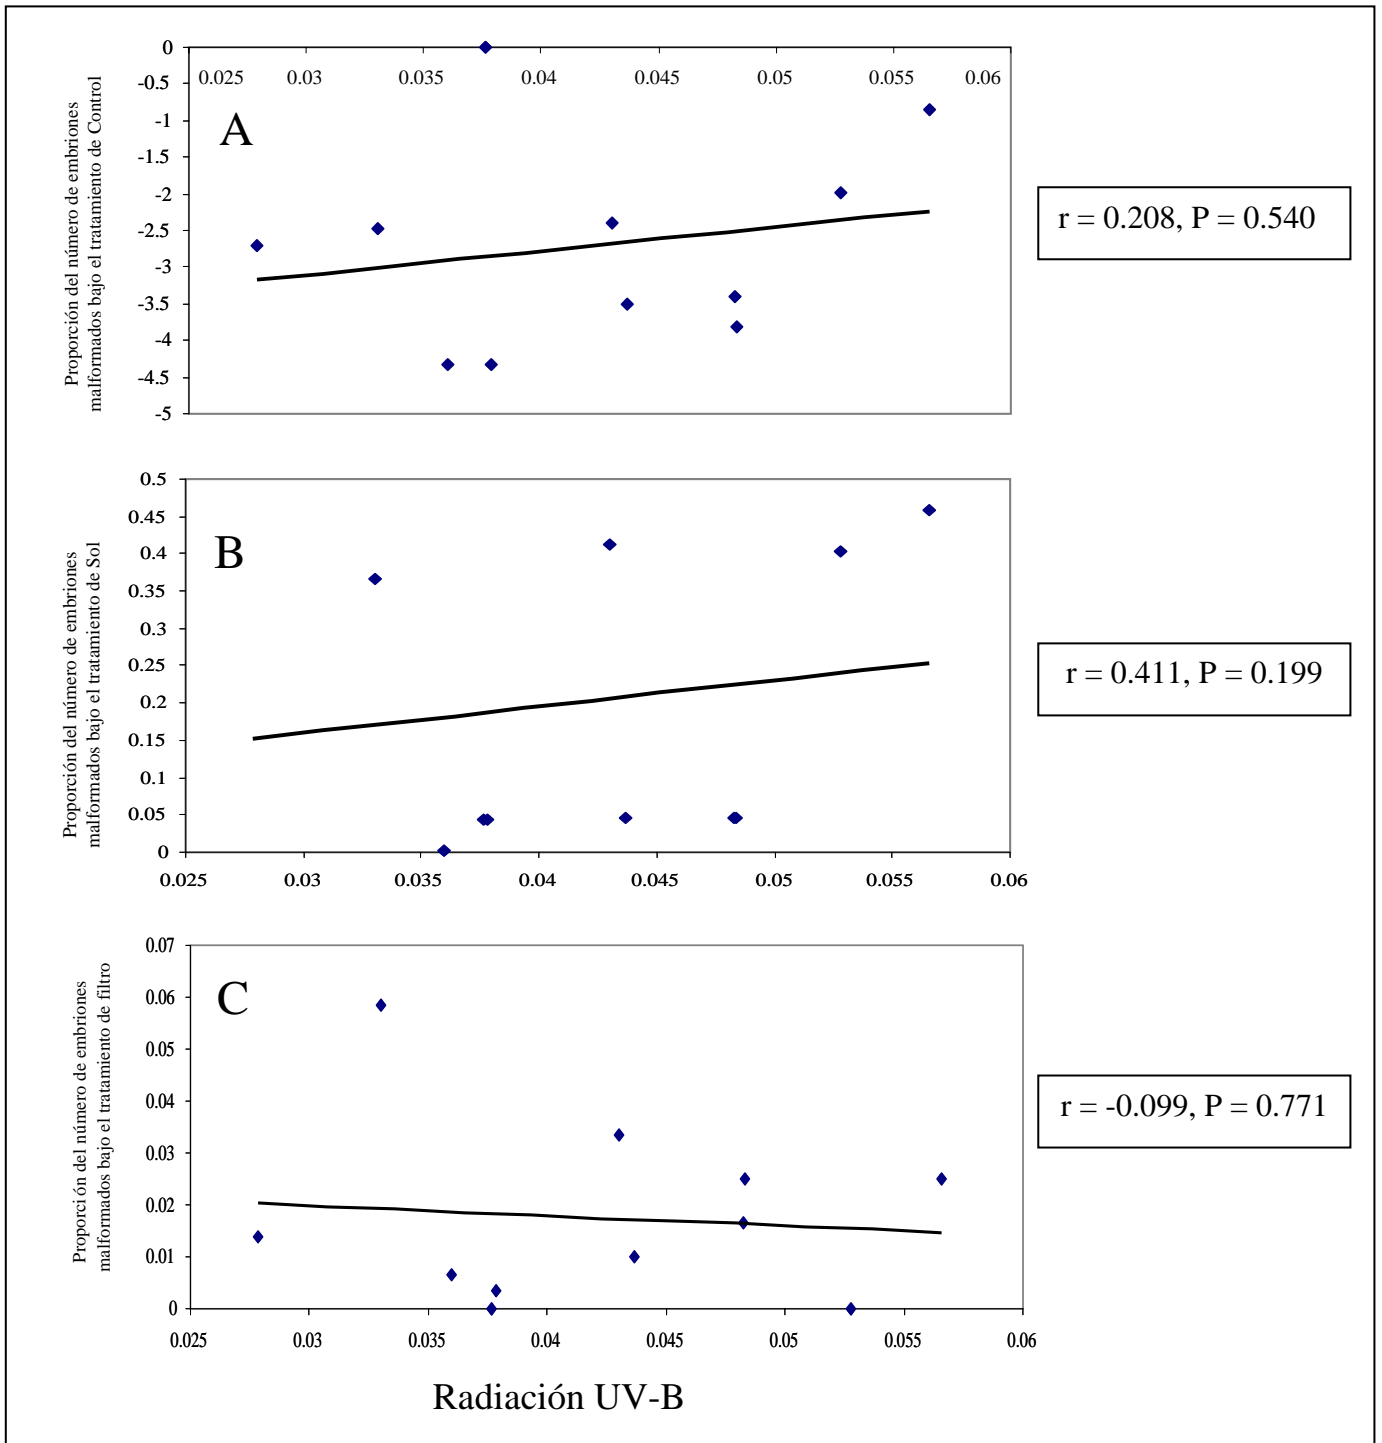 Proporción del número de embriones
malformados bajo el tratamiento de Control
0
-0.5
-1
-1.5
-2
-2.5
-3
-3.5
-4
-4.5
-5
0.025 0.03 0.035 0.04 0.045 0.05 0.055 0.06
A
r = 0.208, P = 0.540
Proporción del número de embriones
malformados bajo el tratamiento de Sol
0.5
0.45
0.4
0.35
0.3
0.25
0.2
0.15
0.1
0.05
0
B
0.025 0.03 0.035 0.04 0.045 0.05 0.055 0.06
r = 0.411, P = 0.199
Proporción del número de embriones
malformados bajo el tratamiento de filtro
0.07
0.06
0.05
0.04
0.03
0.02
0.01
0
C
0.025 0.03 0.035 0.04 0.045 0.05 0.055 0.06
r = -0.099, P = 0.771
Radiación UV-B